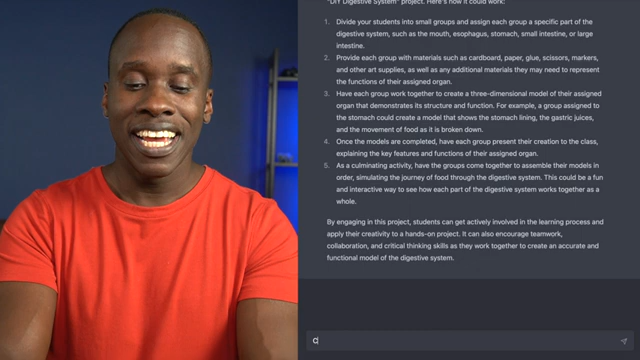 "DIY Digestive System" project. Here's how it could work:
1. Divide your students into small groups and assign each group a specific part of the
digestive system, such as the mouth, esophagus, stomach, small intestine, or large
intestine.
2. Provide each group with materials such as cardboard, paper, glue, scissors, markers,
and other art supplies, as well as any additional materials they may need to represent
the functions of their assigned organ.
3. Have each group work together to create a three-dimensional model of their assigned
organ that demonstrates its structure and function. For example, a group assigned to
the stomach could create a model that shows the stomach lining, the gastric juices,
and the movement of food as it is broken down.
4. Once the models are completed, have each group present their creation to the class,
explaining the key features and functions of their assigned organ.
5. As a culminating activity, have the groups come together to assemble their models in
order, simulating the journey of food through the digestive system. This could be a fun
and interactive way to see how each part of the digestive system works together as a
whole.
By engaging in this project, students can get actively involved in the learning process and
apply their creativity to a hands-on project. It can also encourage teamwork,
collaboration, and critical thinking skills as they work together to create an accurate and
functional model of the digestive system.
C